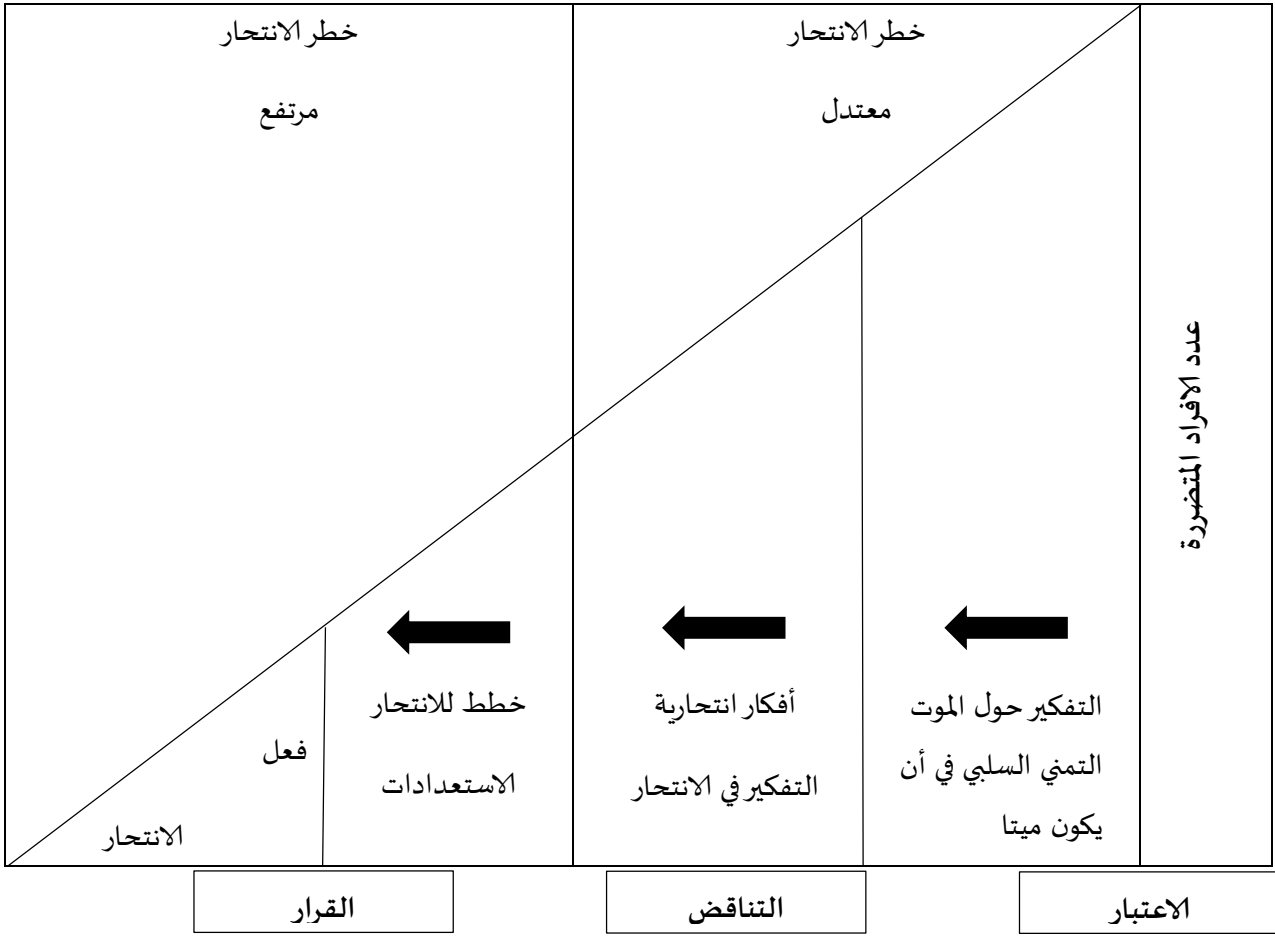 خطر الانتحار
معتدل
خطر الانتحار
مرتفع
عدد الافراد المتضررة
التفكير حول الموت
التمني السلبي في أن
يكون ميتا
أفكار انتحارية
التفكير في الانتحار
خطط للانتحار
الاستعدادات
فعل
الانتحار
الاعتبار
التناقض
القرار